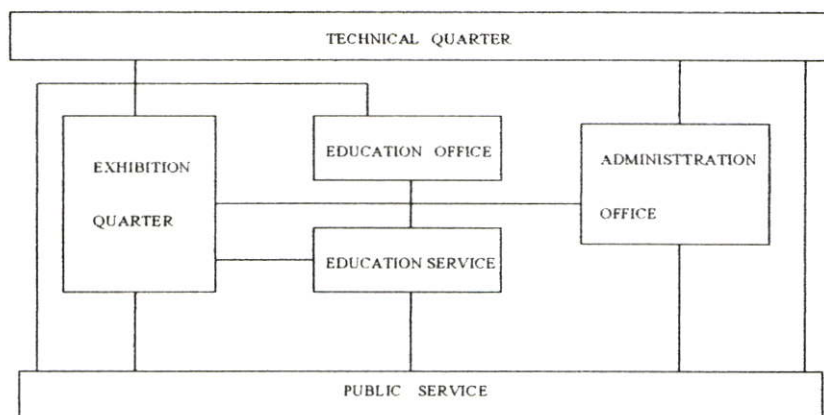 TECHNICAL QUARTER
EXHIBITION
QUARTER
EDUCATION OFFICE
ADMINISTTRATION
OFFICE
EDUCATION SERVICE
PUBLIC SERVICE